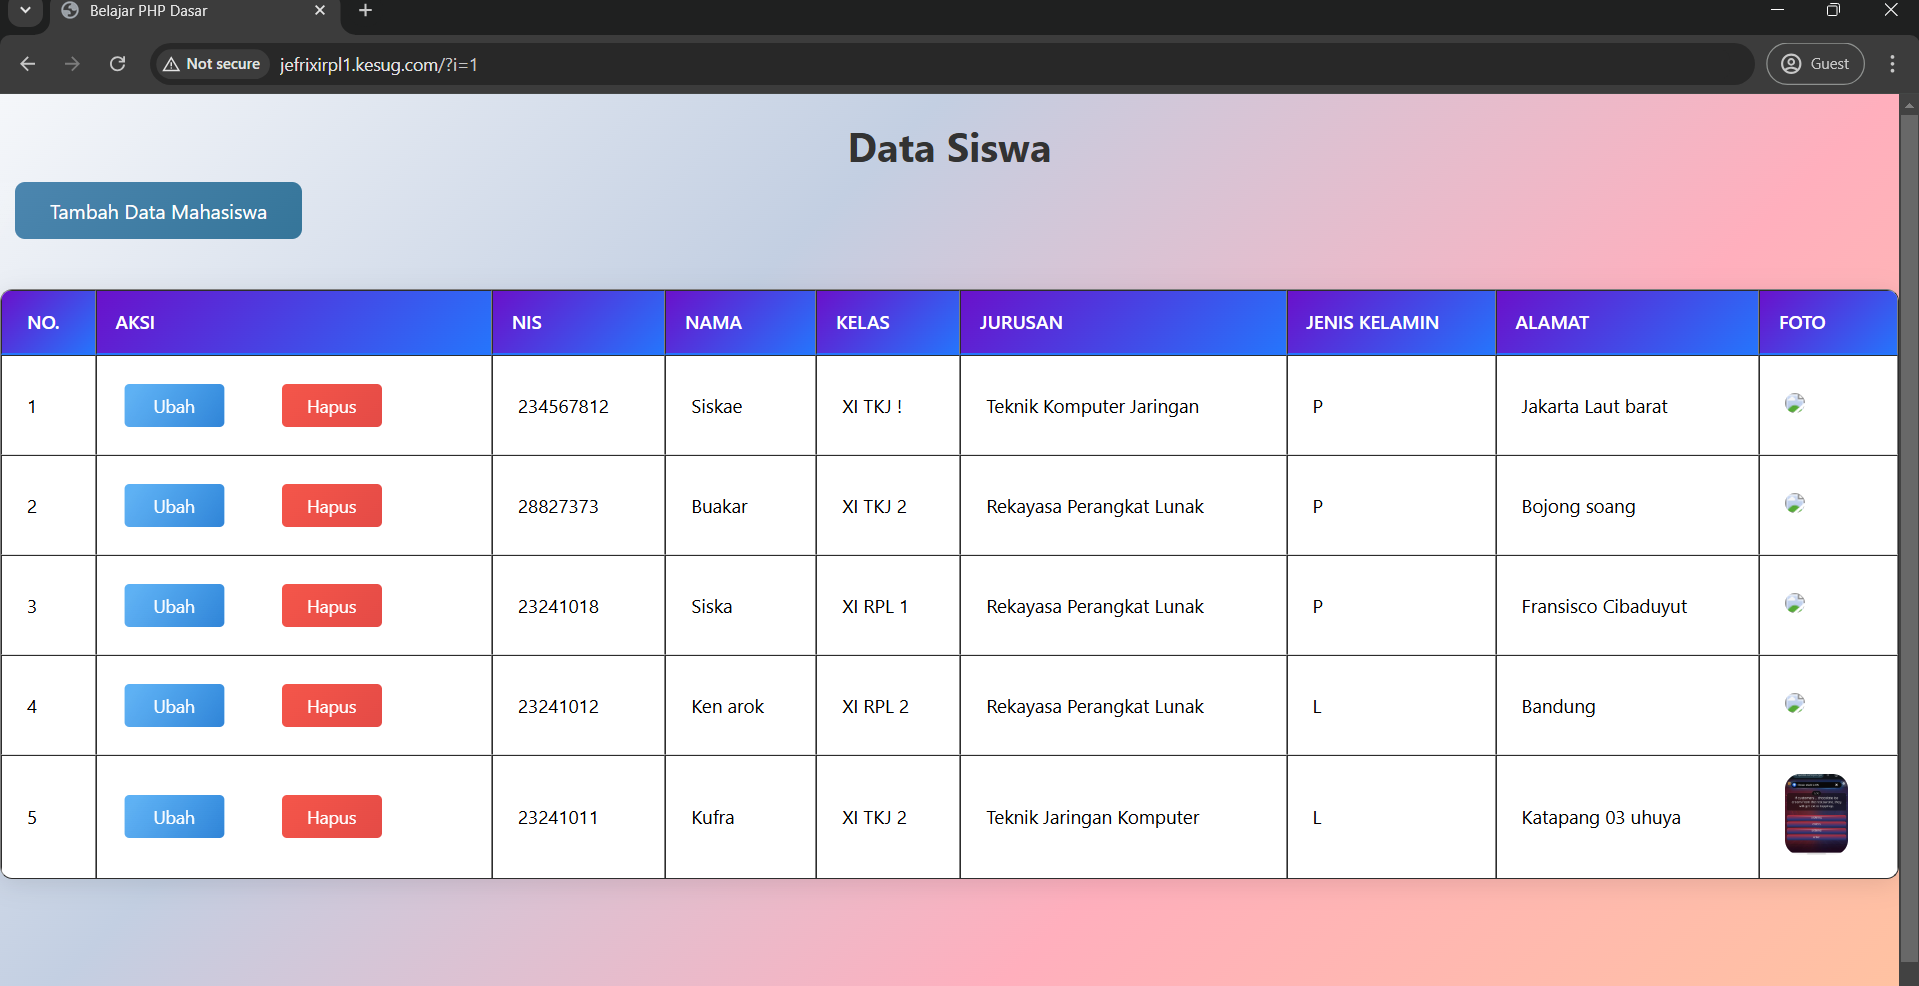 Belajar PHP Dasar
Not secure jefrixirpl1.kesug.com/?i=1 Guest
Data Siswa
Tambah Data Mahasiswa
NO. AKSI NIS NAMA KELAS JURUSAN JENIS KELAMIN ALAMAT FOTO
1 Ubah Hapus 234567812 Siskae XI TKJ ! Teknik Komputer Jaringan P Jakarta Laut barat
2 Ubah Hapus 28827373 Buakar XI TKJ 2 Rekayasa Perangkat Lunak P Bojong soang
3 Ubah Hapus 23241018 Siska XI RPL 1 Rekayasa Perangkat Lunak P Fransisco Cibaduyut
4 Ubah Hapus 23241012 Ken arok XI RPL 2 Rekayasa Perangkat Lunak L Bandung
5 Ubah Hapus 23241011 Kufra XI TKJ 2 Teknik Jaringan Komputer L Katapang 03 uhuya